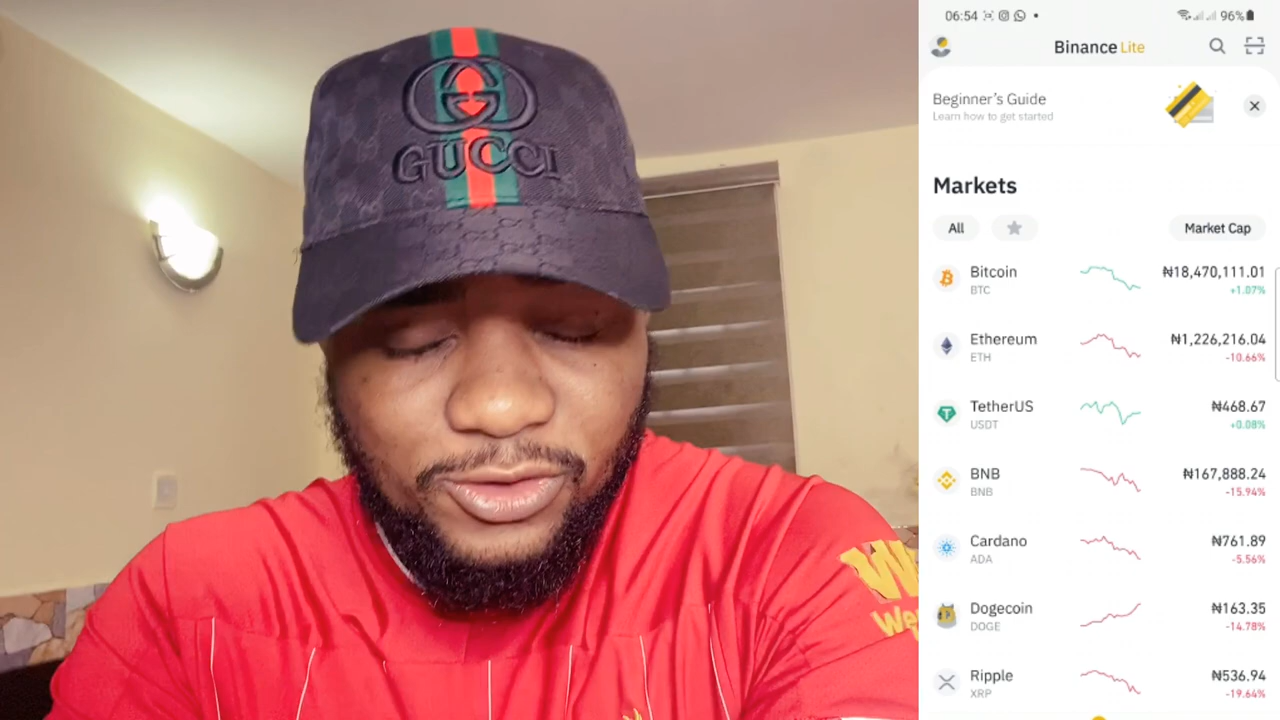 GUCCI
W
We
06:54
96%
Binance Lite
Beginner's Guide
Learn how to get started
Markets
All
Market Cap
Bitcoin
₦18,470,111.01
BTC
+1.07%
Ethereum
₦1,226,216.04
ETH
-10.66%
TetherUS
₦468.67
USDT
+0.08%
BNB
₦167,888.24
BNB
-15.94%
Cardano
₦761.89
ADA
-5.56%
Dogecoin
₦163.35
DOGE
-14.78%
Ripple
₦536.94
XRP
-19.64%